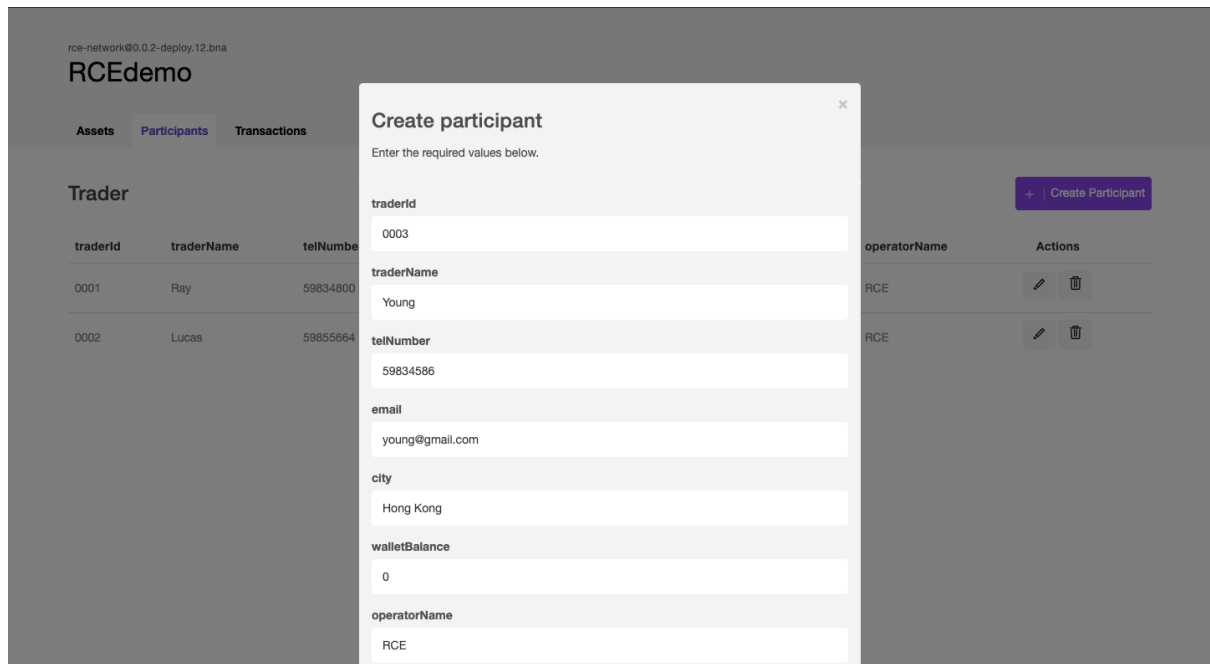 rce-network@0.0.2-deploy.12.bna
RCEdemo
Assets Participants Transactions
Trader
+ | Create Participant
traderId traderName telNumbe operatorName Actions
0001 Ray 59834800 RCE
0002 Lucas 59855664 RCE
×
Create participant
Enter the required values below.
traderId
0003
traderName
Young
telNumber
59834586
email
young@gmail.com
city
Hong Kong
walletBalance
0
operatorName
RCE